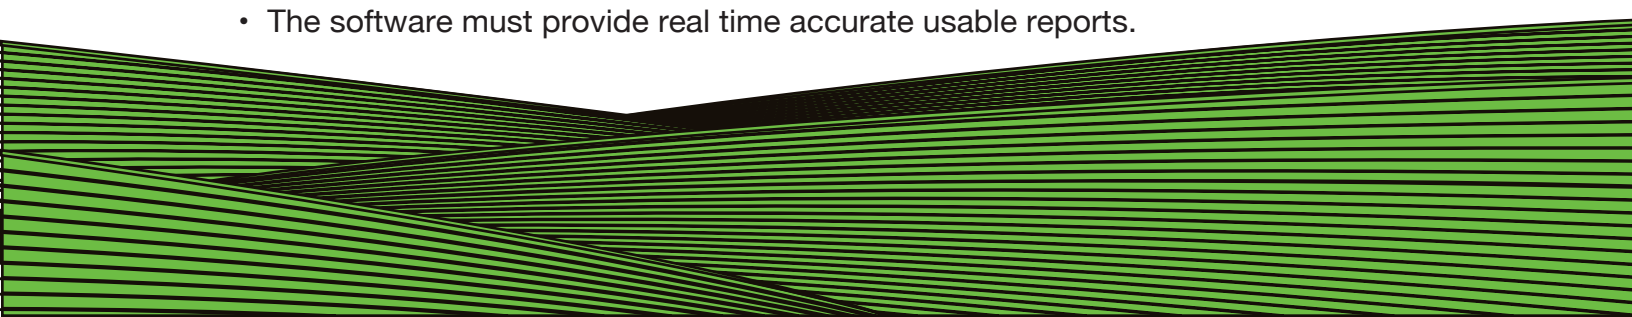 • The software must provide real time accurate usable reports.